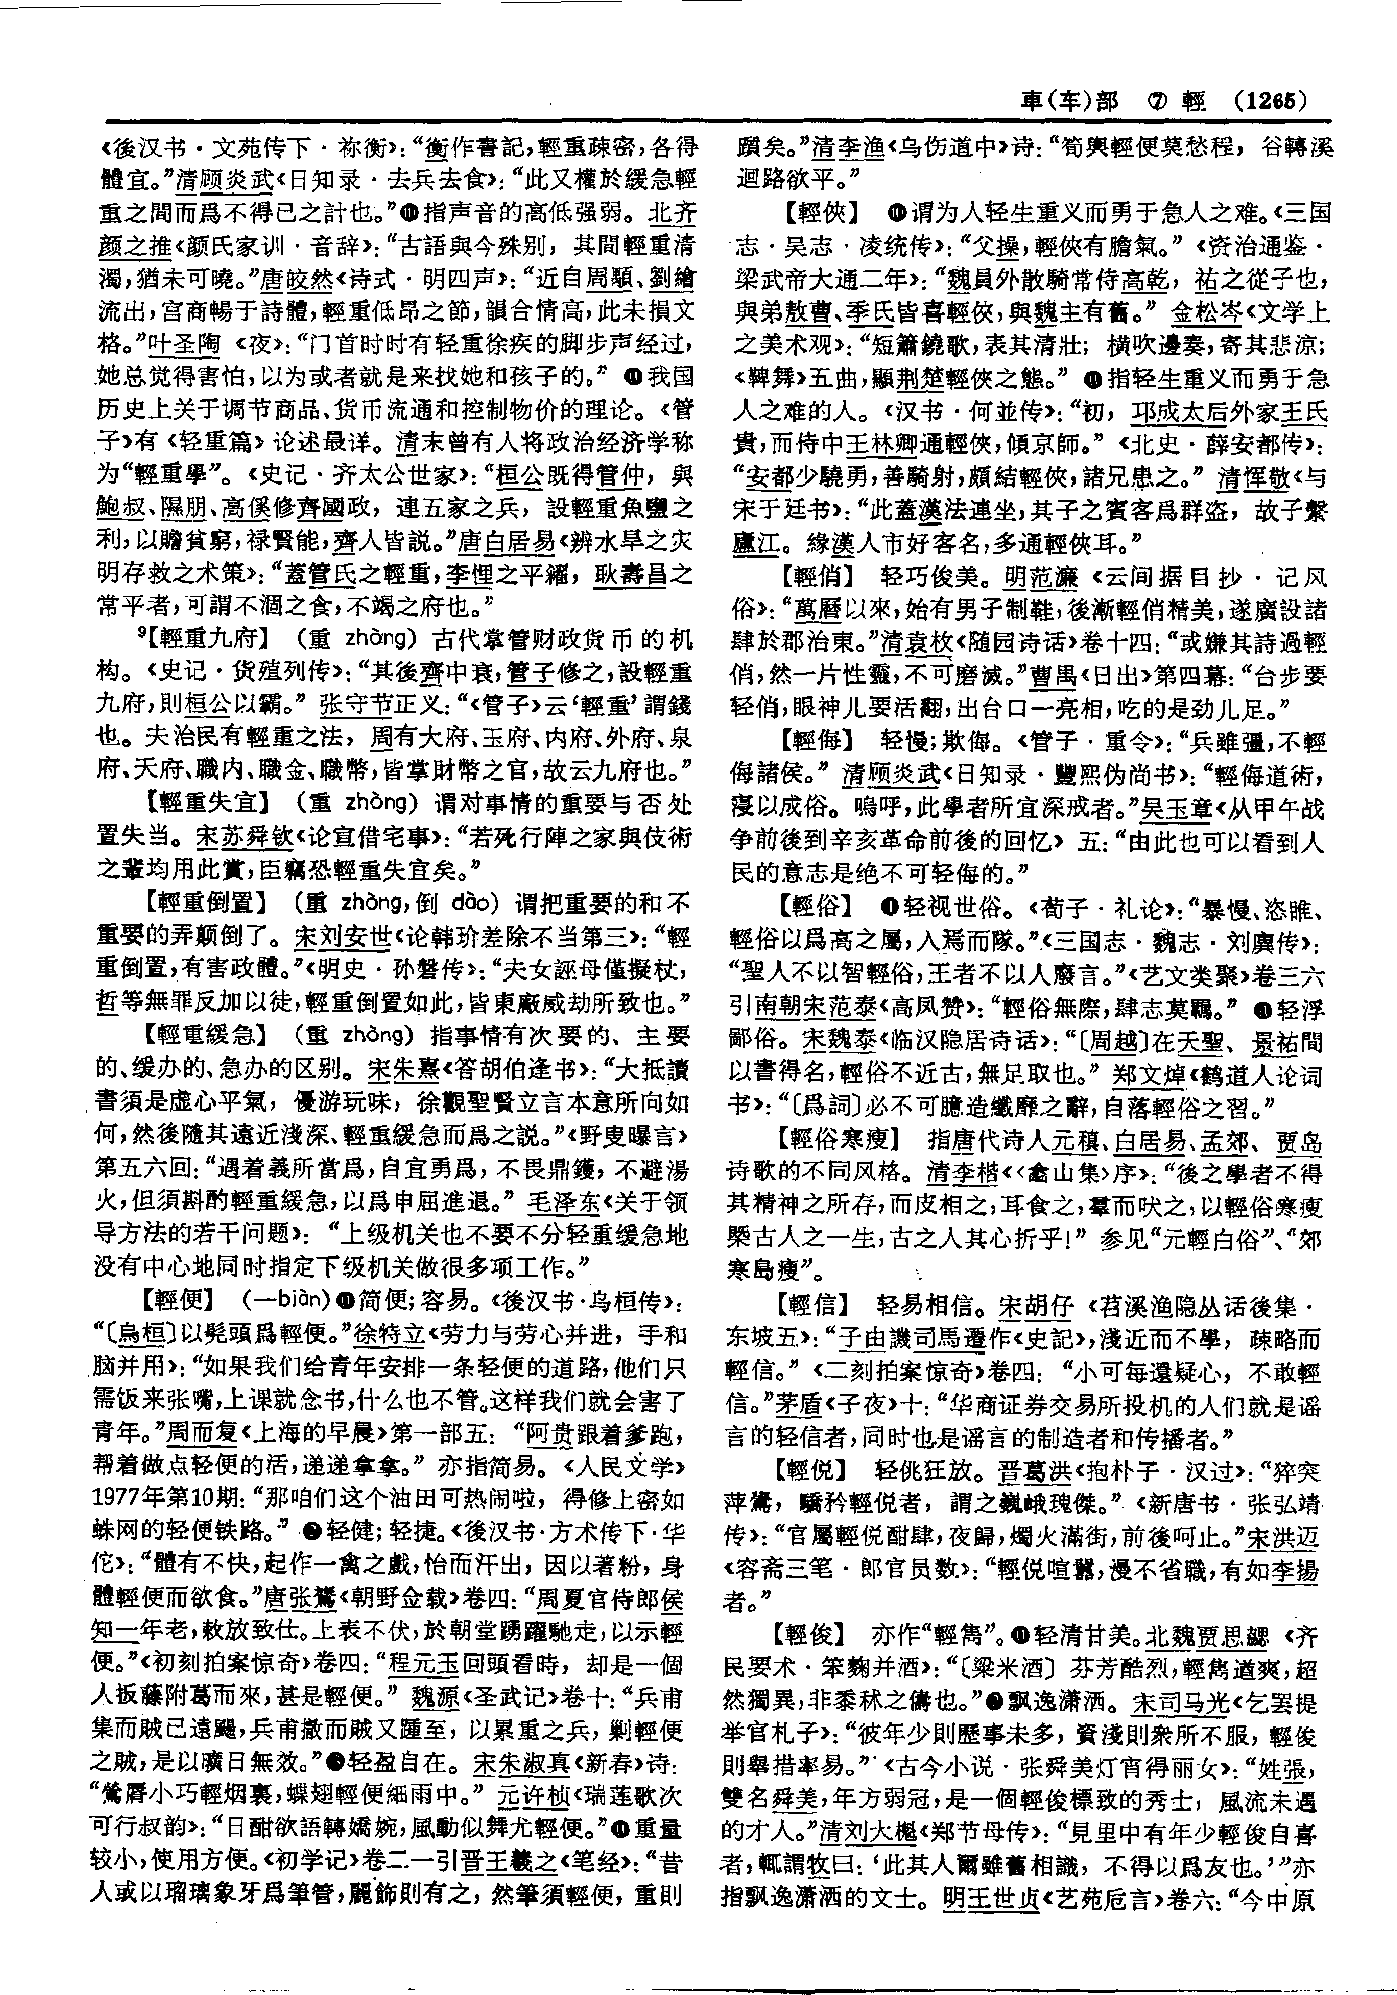 車(车)部 ⑦ 輕 (1265)
《後汉书·文苑传下·祢衡》：“衡作書記，輕重疎密，各得
體宜。”清顾炎武《日知录·去兵去食》：“此又權於緩急輕
重之間而爲不得已之計也。”⓾指声音的高低强弱。北齐
颜之推《颜氏家训·音辞》：“古語與今殊别，其間輕重清
濁，猶未可曉。”唐皎然《诗式·明四声》：“近自周顒、劉繪
流出，宫商暢于詩體，輕重低昂之節，韻合情高，此未損文
格。”叶圣陶《夜》：“门首时时有轻重徐疾的脚步声经过，
她总觉得害怕，以为或者就是来找她和孩子的。”⓫我国
历史上关于调节商品、货币流通和控制物价的理论。《管
子》有《轻重篇》论述最详。清末曾有人将政治经济学称
为“輕重學”。《史记·齐太公世家》：“桓公既得管仲，與
鮑叔、隰朋、高傒修齊國政，連五家之兵，設輕重魚鹽之
利，以贍貧窮，禄賢能，齊人皆説。”唐白居易《辨水旱之灾
明存救之术策》：“蓋管氏之輕重，李悝之平糴，耿壽昌之
常平者，可謂不涸之食，不竭之府也。”
⁹【輕重九府】（重 zhòng）古代掌管财政货币的机
构。《史记·货殖列传》：“其後齊中衰，管子修之，設輕重
九府，則桓公以霸。”张守节正义：“《管子》云‘輕重’謂錢
也。夫治民有輕重之法，周有大府、玉府、内府、外府、泉
府、天府、職内、職金、職幣，皆掌財幣之官，故云九府也。”
【輕重失宜】（重 zhòng）谓对事情的重要与否处
置失当。宋苏舜钦《论宣借宅事》：“若死行陣之家與伎術
之叢均用此賞，臣竊恐輕重失宜矣。”
【輕重倒置】（重 zhòng，倒 dào）谓把重要的和不
重要的弄颠倒了。宋刘安世《论韩玠差除不当第三》：“輕
重倒置，有害政體。”《明史·孙磐传》：“夫女誣母僅擬杖，
哲等無罪反加以徒，輕重倒置如此，皆東廠威劫所致也。”
【輕重緩急】（重 zhòng）指事情有次要的、主要
的、缓办的、急办的区别。宋朱熹《答胡伯逢书》：“大抵讀
書須是虚心平氣，優游玩味，徐觀聖賢立言本意所向如
何，然後隨其遠近淺深、輕重緩急而爲之説。”《野叟曝言》
第五六回：“遇着義所當爲，自宜勇爲，不畏鼎鑊，不避湯
火，但須斟酌輕重緩急，以爲申屈進退。”毛泽东《关于领
导方法的若干问题》：“上级机关也不要不分轻重缓急地
没有中心地同时指定下级机关做很多项工作。”
【輕便】（—biàn）❶简便；容易。《後汉书·乌桓传》：
“〔烏桓〕以髡頭爲輕便。”徐特立《劳力与劳心并进，手和
脑并用》：“如果我们给青年安排一条轻便的道路，他们只
需饭来张嘴，上课就念书，什么也不管。这样我们就会害了
青年。”周而复《上海的早晨》第一部五：“阿贵跟着爹跑，
帮着做点轻便的活，递递拿拿。”亦指简易。《人民文学》
1977年第10期：“那咱们这个油田可热闹啦，得修上密如
蛛网的轻便铁路。”❷轻健；轻捷。《後汉书·方术传下·华
佗》：“體有不快，起作一禽之戲，怡而汗出，因以著粉，身
體輕便而欲食。”唐张鷟《朝野佥载》卷四：“周夏官侍郎侯
知一年老，敕放致仕。上表不伏，於朝堂踴躍馳走，以示輕
便。”《初刻拍案惊奇》卷四：“程元玉回頭看時，却是一個
人扳藤附葛而來，甚是輕便。”魏源《圣武记》卷十：“兵甫
集而賊已遠颺，兵甫撤而賊又踵至，以累重之兵，剿輕便
之賊，是以曠日無效。”❸轻盈自在。宋朱淑真《新春》诗：
“鶯脣小巧輕烟裏，蝶翅輕便細雨中。”元许桢《瑞莲歌次
可行叔韵》：“日酣欲語轉嬌婉，風動似舞尤輕便。”❹重量
较小，使用方便。《初学记》卷二一引晋王羲之《笔经》：“昔
人或以瑠璃象牙爲筆管，麗飾則有之，然筆須輕便，重則
躓矣。”清李渔《乌伤道中》诗：“筍輿輕便莫愁程，谷轉溪
迴路欲平。”
【輕俠】❶谓为人轻生重义而勇于急人之难。《三国
志·吴志·凌统传》：“父操，輕俠有膽氣。”《资治通鉴·
梁武帝大通二年》：“魏員外散騎常侍高乾，祐之從子也，
與弟敖曹、季氏皆喜輕俠，與魏主有舊。”金松岑《文学上
之美术观》：“短簫鐃歌，表其清壯；横吹邊奏，寄其悲涼；
《鞞舞》五曲，顯荆楚輕俠之態。”❷指轻生重义而勇于急
人之难的人。《汉书·何並传》：“初，邛成太后外家王氏
貴，而侍中王林卿通輕俠，傾京師。”《北史·薛安都传》：
“安都少驍勇，善騎射，頗結輕俠，諸兄患之。”清恽敬《与
宋于廷书》：“此蓋漢法連坐，其子之賓客爲群盗，故子繫
廬江。緣漢人市好客名，多通輕俠耳。”
【輕俏】轻巧俊美。明范濂《云间据目抄·记风
俗》：“萬曆以來，始有男子制鞋，後漸輕俏精美，遂廣設諸
肆於郡治東。”清袁枚《随园诗话》卷十四：“或嫌其詩過輕
俏，然一片性靈，不可磨滅。”曹禺《日出》第四幕：“台步要
轻俏，眼神儿要活翻，出台口一亮相，吃的是劲儿足。”
【輕侮】轻慢；欺侮。《管子·重令》：“兵雖彊，不輕
侮諸侯。”清顾炎武《日知录·豐熙伪尚书》：“輕侮道術，
寖以成俗。嗚呼，此學者所宜深戒者。”吴玉章《从甲午战
争前後到辛亥革命前後的回忆》五：“由此也可以看到人
民的意志是绝不可轻侮的。”
【輕俗】❶轻视世俗。《荀子·礼论》：“暴慢、恣睢、
輕俗以爲高之屬，入焉而隊。”《三国志·魏志·刘廙传》：
“聖人不以智輕俗，王者不以人廢言。”《艺文类聚》卷三六
引南朝宋范泰《高凤赞》：“輕俗無際，肆志莫羈。”❷轻浮
鄙俗。宋魏泰《临汉隐居诗话》：“〔周越〕在天聖、景祐間
以書得名，輕俗不近古，無足取也。”郑文焯《鹤道人论词
书》：“〔爲詞〕必不可臆造纖靡之辭，自落輕俗之習。”
【輕俗寒瘦】指唐代诗人元稹、白居易、孟郊、贾岛
诗歌的不同风格。清李楷《〈嵞山集〉序》：“後之學者不得
其精神之所存，而皮相之，耳食之，羣而吠之，以輕俗寒瘦
槩古人之一生，古之人其心折乎！”参见“元輕白俗”、“郊
寒島瘦”。
【輕信】轻易相信。宋胡仔《苕溪渔隐丛话後集·
东坡五》：“子由譏司馬遷作《史記》，淺近而不學，疎略而
輕信。”《二刻拍案惊奇》卷四：“小可每還疑心，不敢輕
信。”茅盾《子夜》十：“华商证券交易所投机的人们就是谣
言的轻信者，同时也是谣言的制造者和传播者。”
【輕倪】轻佻狂放。晋葛洪《抱朴子·汉过》：“猝突
萍鸎，驕矜輕侻者，謂之巍峨瑰傑。”《新唐书·张弘靖
传》：“官屬輕侻酣肆，夜歸，燭火滿街，前後呵止。”宋洪迈
《容斋三笔·郎官员数》：“輕侻喧囂，漫不省職，有如李揚
者。”
【輕俊】亦作“輕雋”。❶轻清甘美。北魏贾思勰《齐
民要术·笨麴并酒》：“〔粱米酒〕芬芳酷烈，輕雋遒爽，超
然獨異，非黍秫之儔也。”❷飘逸潇洒。宋司马光《乞罢提
举官札子》：“彼年少則歷事未多，資淺則衆所不服，輕俊
則舉措率易。”《古今小说·张舜美灯宵得丽女》：“姓張，
雙名舜美，年方弱冠，是一個輕俊標致的秀士，風流未遇
的才人。”清刘大櫆《郑节母传》：“見里中有年少輕俊自喜
者，輒謂牧曰：‘此其人爾雖舊相識，不得以爲友也。’”亦
指飘逸潇洒的文士。明王世贞《艺苑卮言》卷六：“今中原